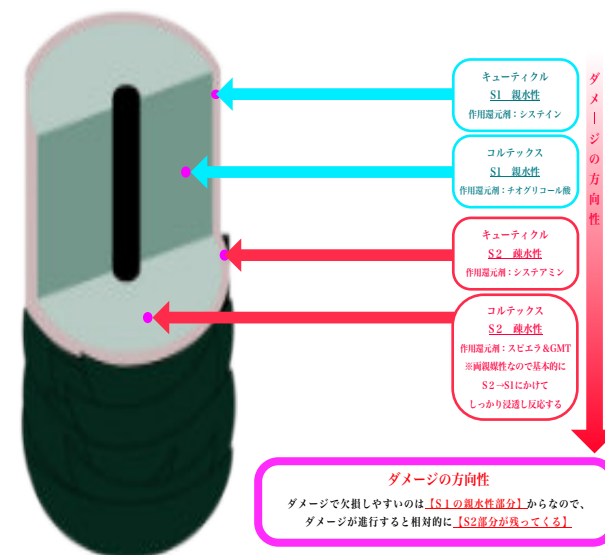 キューティクル
S1 親水性
作用還元剤：システイン
コルテックス
S1 親水性
作用還元剤：チオグリコール酸
キューティクル
S2 疎水性
作用還元剤：システアミン
コルテックス
S2 疎水性
作用還元剤：スピエラ&GMT
※両親媒性なので基本的に
S2→S1にかけて
しっかり浸透し反応する
ダメージの方向性
ダメージの方向性
ダメージで欠損しやすいのは【S1の親水性部分】からなので、
ダメージが進行すると相対的に【S2部分が残ってくる】